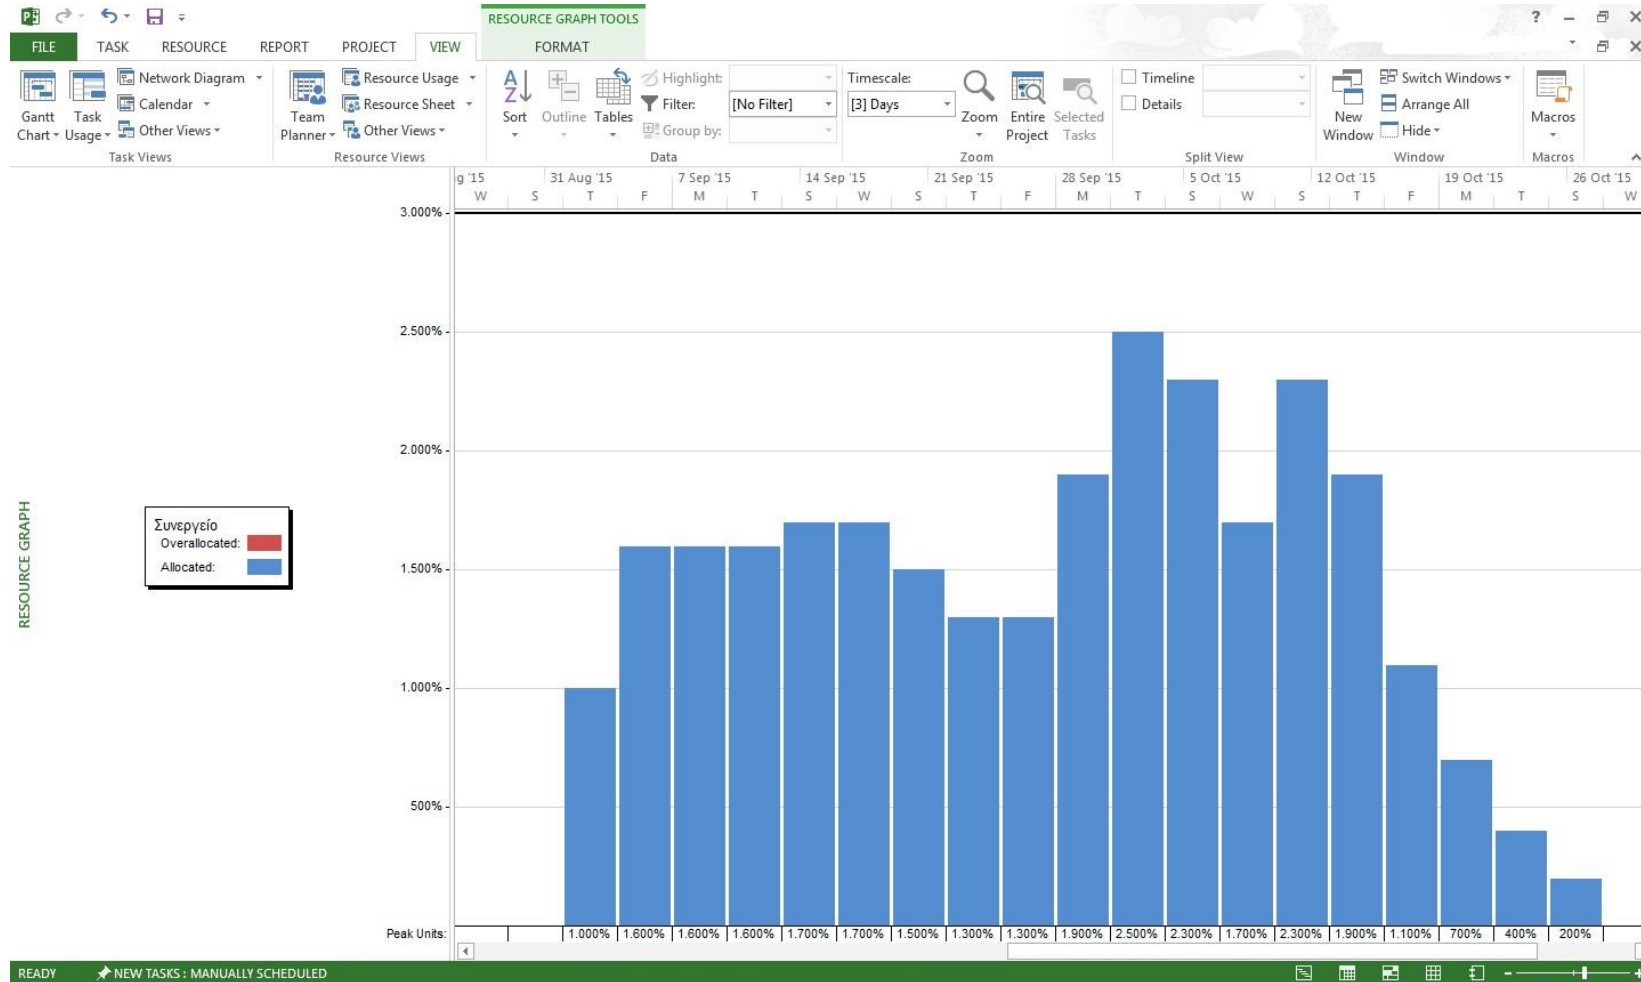 RESOURCE GRAPH TOOLS
?
FILE TASK RESOURCE REPORT PROJECT VIEW FORMAT
Gantt Chart
Task Usage
Network Diagram
Calendar
Other Views
Task Views
Team Planner
Resource Usage
Resource Sheet
Other Views
Resource Views
Sort
Outline
Tables
Highlight:
Filter: [No Filter]
Group by:
Data
Timescale:
[3] Days
Zoom
Entire Project
Selected Tasks
Zoom
Timeline
Details
Split View
New Window
Switch Windows
Arrange All
Hide
Window
Macros
Macros
g '15 31 Aug '15 7 Sep '15 14 Sep '15 21 Sep '15 28 Sep '15 5 Oct '15 12 Oct '15 19 Oct '15 26 Oct '15
W S T F M T S W S T F M T S W S T F M T S W
3.000%
2.500%
2.000%
1.500%
1.000%
500%
RESOURCE GRAPH
Συνεργείο
Overallocated:
Allocated:
Peak Units: 1.000% 1.600% 1.600% 1.600% 1.700% 1.700% 1.500% 1.300% 1.300% 1.900% 2.500% 2.300% 1.700% 2.300% 1.900% 1.100% 700% 400% 200%
READY NEW TASKS : MANUALLY SCHEDULED